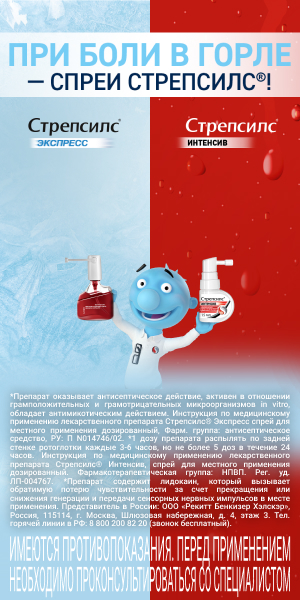 ПРИ БОЛИ В ГОРЛЕ
— СПРЕИ СТРЕПСИЛС®!
Стрепсилс®
ЭКСПРЕСС
Стрепсилс®
ИНТЕНСИВ
Стрепсилс
*Препарат оказывает антисептическое действие, активен в отношении
грамположительных и грамотрицательных микроорганизмов in vitro,
обладает антимикотическим действием. Инструкция по медицинскому
применению лекарственного препарата Стрепсилс® Экспресс спрей для
местного применения дозированный, Фарм. группа: антисептическое
средство, РУ: П N014746/02. *1 дозу препарата распылять по задней
стенке ротоглотки каждые 3-6 часов, но не более 5 доз в течение 24
часов. Инструкция по медицинскому применению лекарственного
препарата Стрепсилс® Интенсив, спрей для местного применения
дозированный. Фармакотерапевтическая группа: НПВП. Рег. уд.
ЛП-004767. *Препарат содержит лидокаин, который вызывает
обратимую потерю чувствительности за счет прекращения или
снижения генерации и передачи сенсорных нервных импульсов в месте
применения. Представитель в России: ООО «Рекитт Бенкизер Хэлскэр»,
Россия, 115114, г. Москва, Шлюзовая набережная, д. 4, этаж 3. Тел.
горячей линии в РФ: 8 800 200 82 20 (звонок бесплатный).
ИМЕЮТСЯ ПРОТИВОПОКАЗАНИЯ. ПЕРЕД ПРИМЕНЕНИЕМ
НЕОБХОДИМО ПРОКОНСУЛЬТИРОВАТЬСЯ СО СПЕЦИАЛИСТОМ